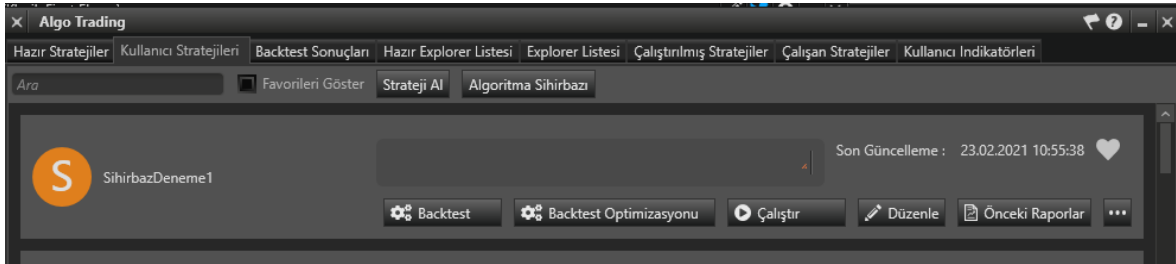 Algo Trading
Hazır Stratejiler Kullanıcı Stratejileri Backtest Sonuçları Hazır Explorer Listesi Explorer Listesi Çalıştırılmış Stratejiler Çalışan Stratejiler Kullanıcı Indikatörleri
Ara Favorileri Göster Strateji Al Algoritma Sihirbazı
Son Güncelleme : 23.02.2021 10:55:38
S SihirbazDeneme1
Backtest Backtest Optimizasyonu Çalıştır Düzenle Önceki Raporlar ...